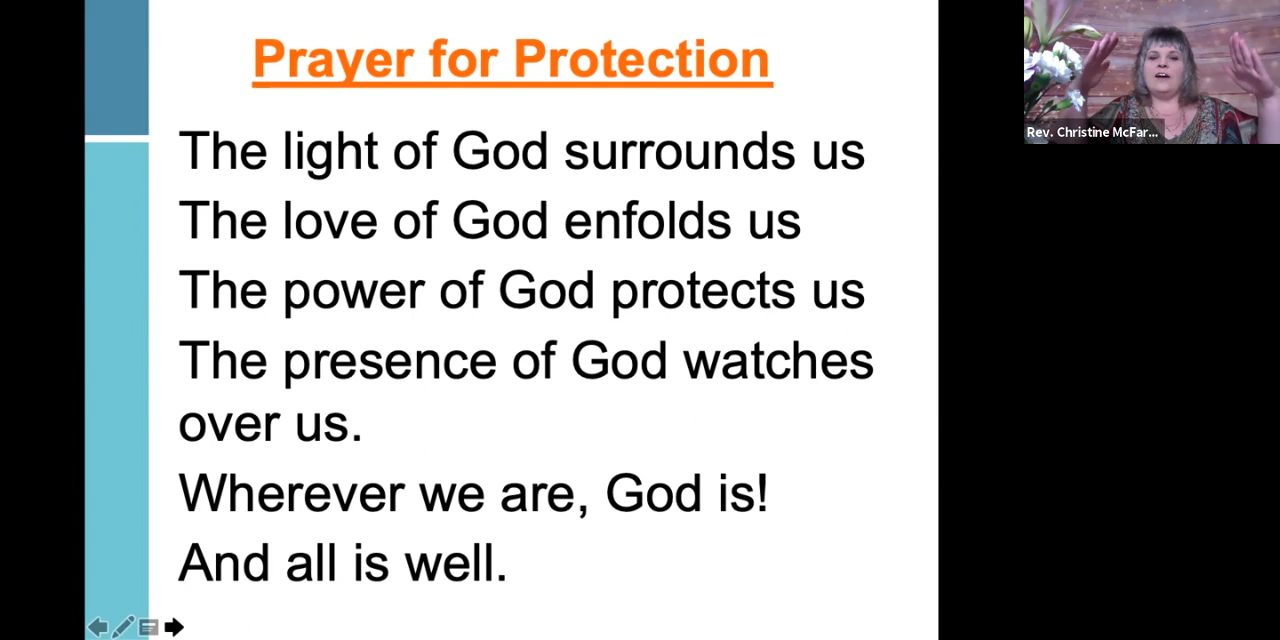 Prayer for Protection
The light of God surrounds us
The love of God enfolds us
The power of God protects us
The presence of God watches
over us.
Wherever we are, God is!
And all is well.
Rev. Christine McFar...